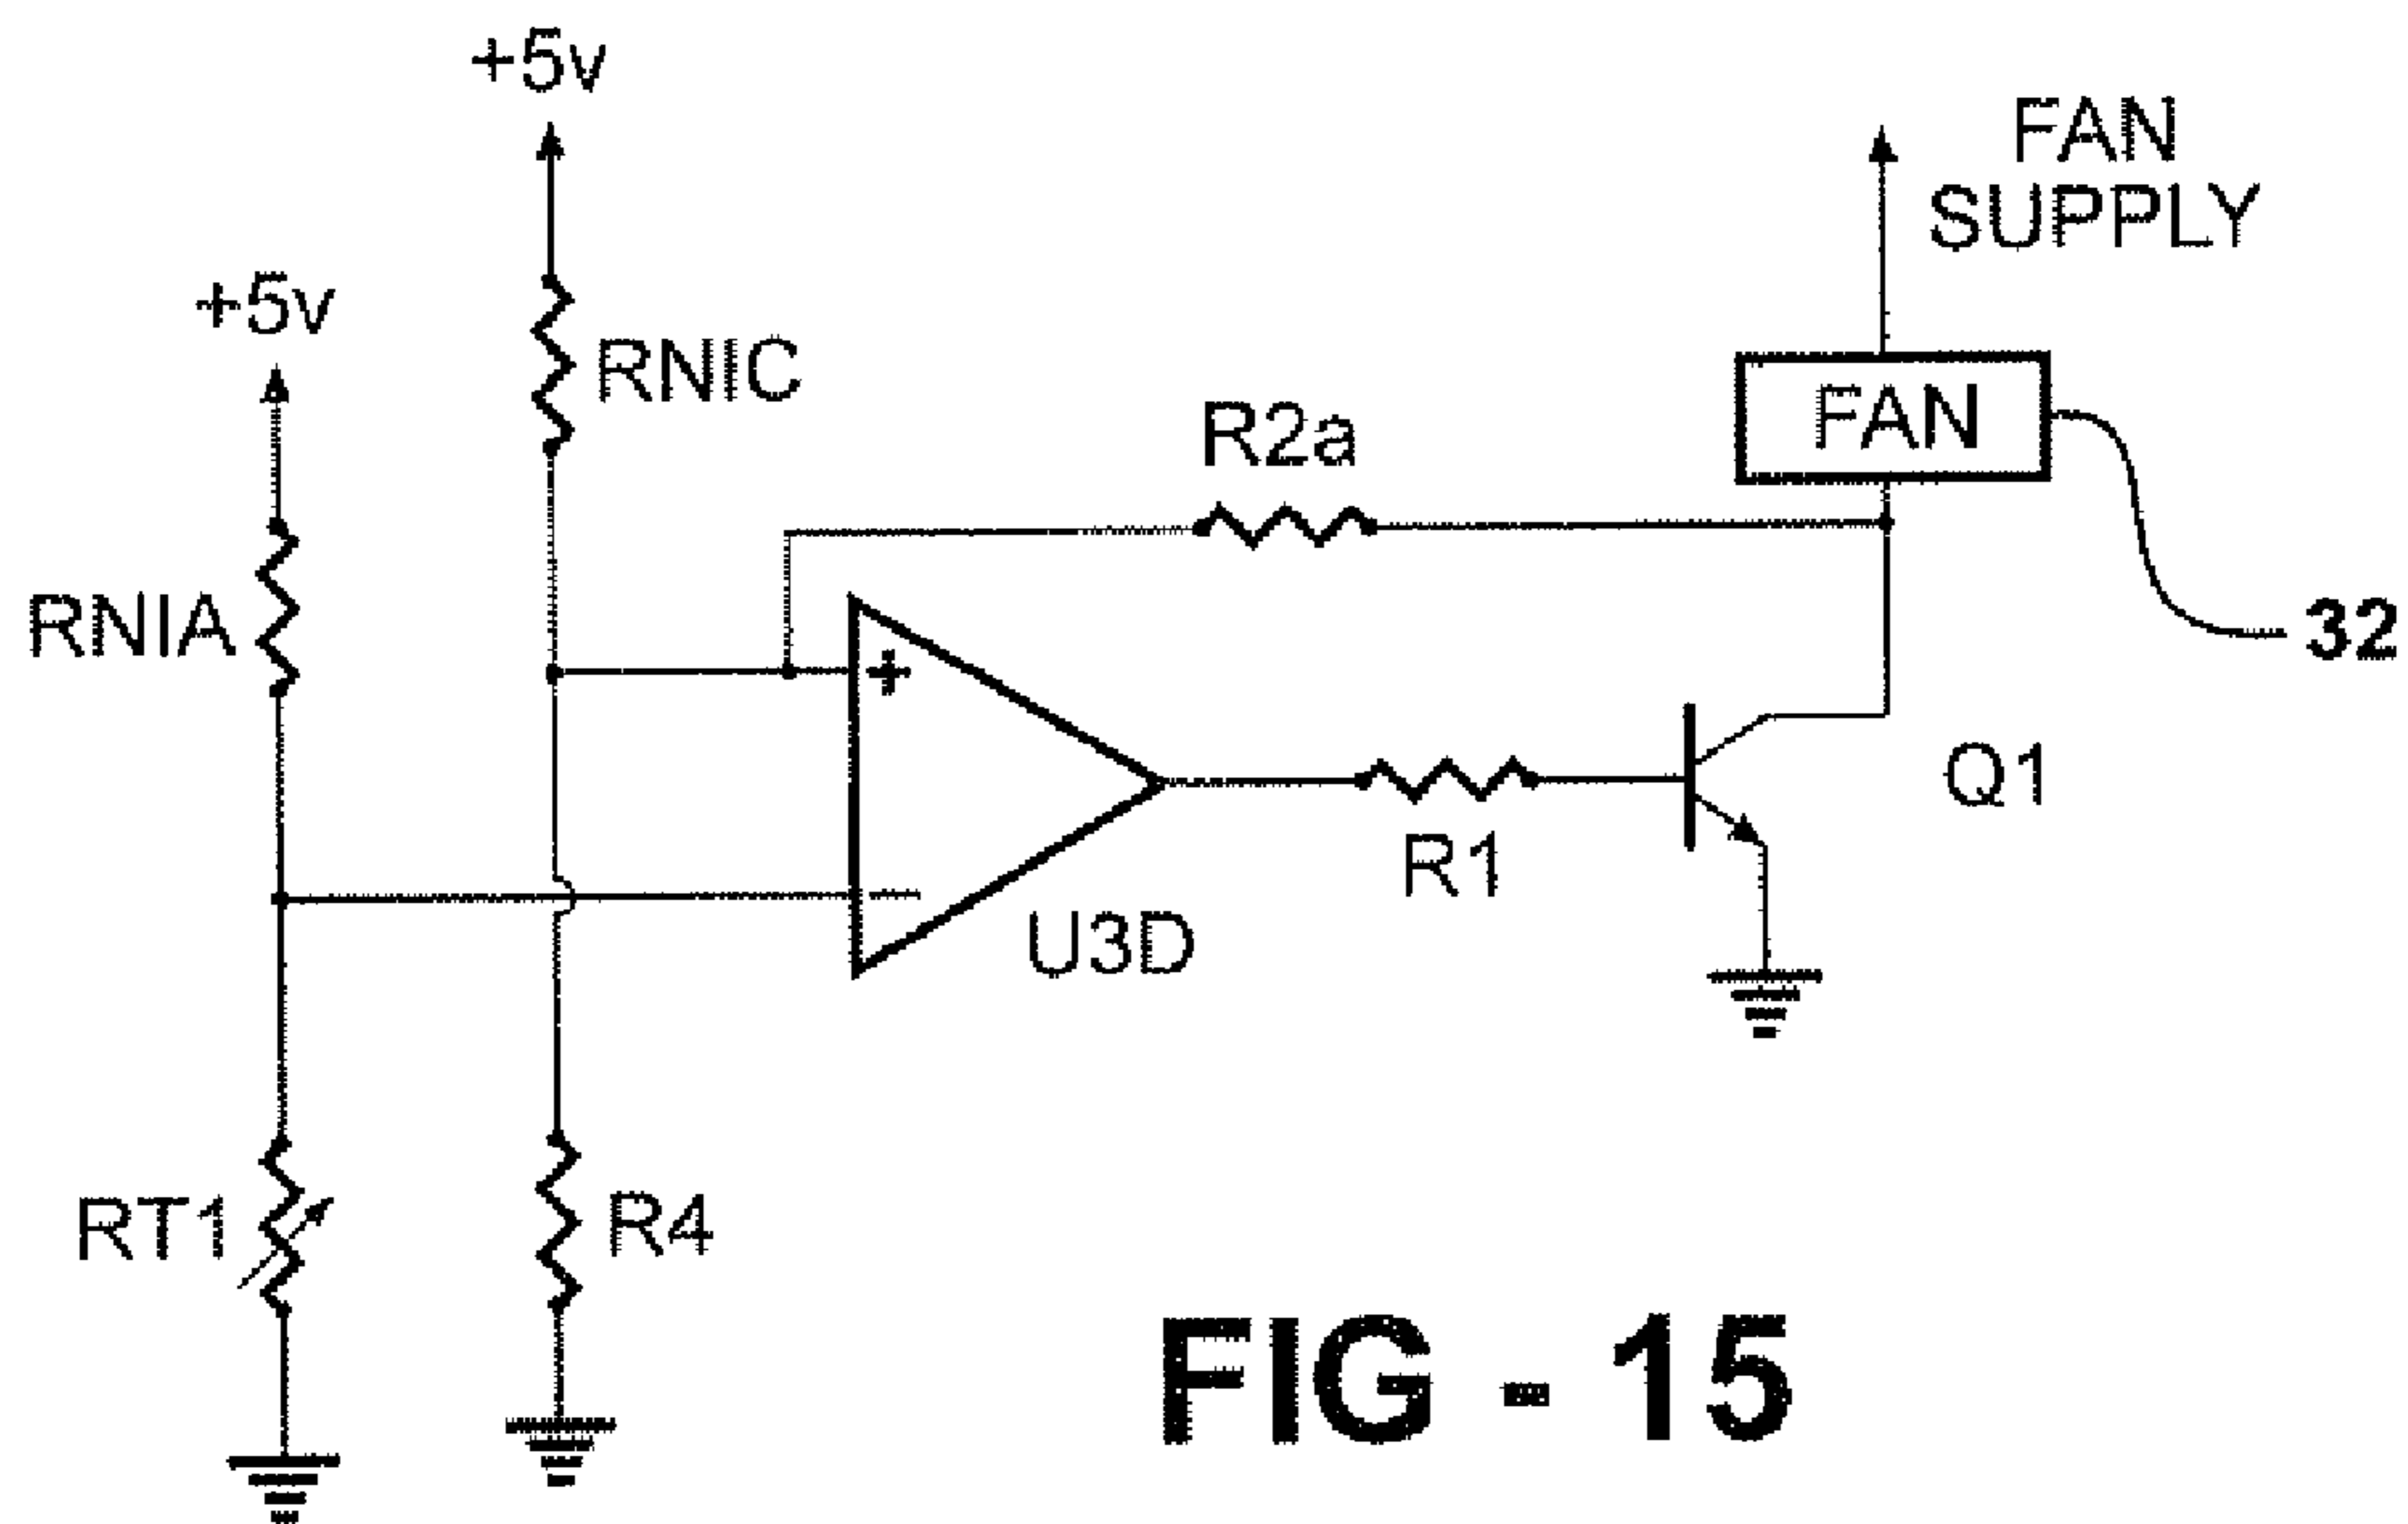 +5v
FAN
SUPPLY
+5v
RNIC
FAN
R2a
RNIA
32
+
Q1
R1
−
U3D
RT1
R4
FIG - 15